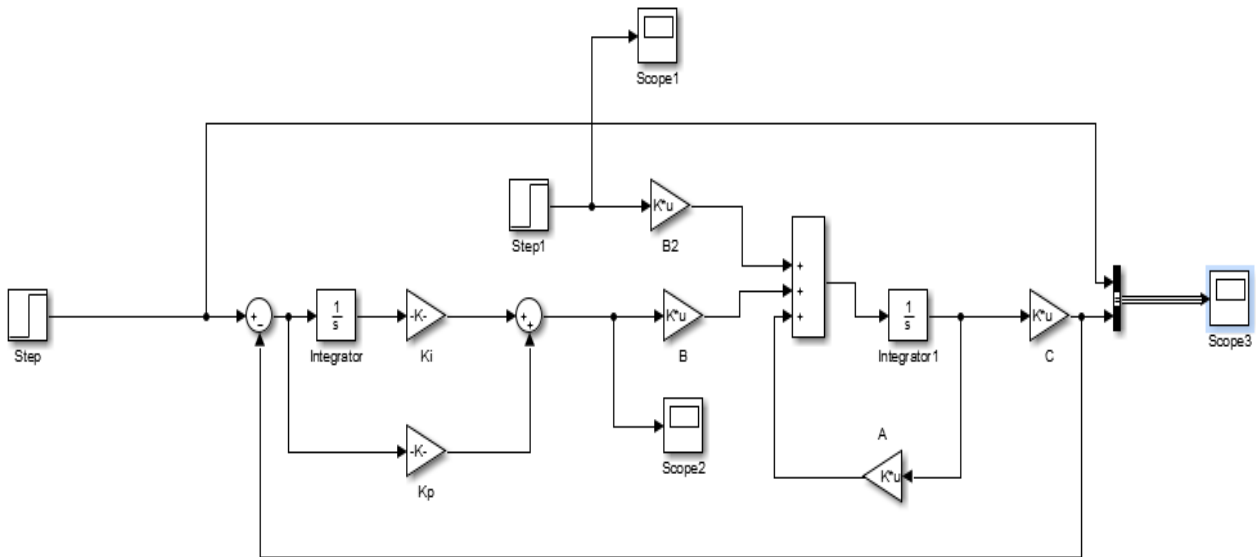 Scope1
K*u
Step1
B2
+
+
+
+
-
1
s
-K-
+
+
K*u
1
s
K*u
Step
Integrator
Ki
B
Integrator1
C
Scope3
A
-K-
Scope2
K*u
Kp